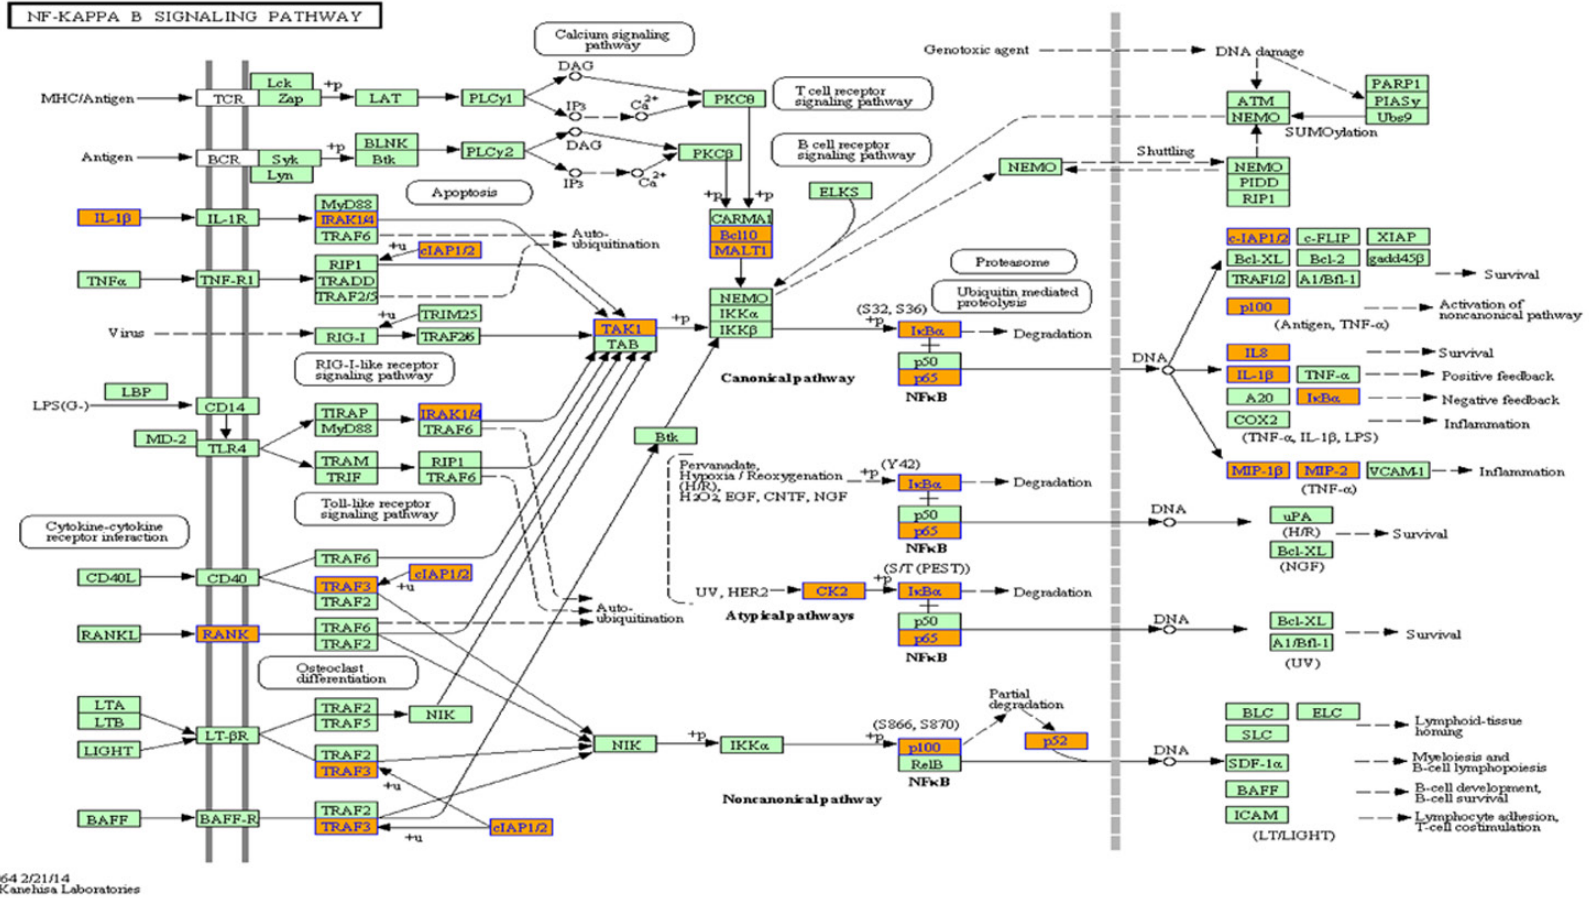 NF-KAPPA B SIGNALING PATHWAY
Calcium signaling
pathway
Genotoxic agent
DNA damage
MHC/Antigen
TCR
Lck
Zap
+p
LAT
PLCγ1
DAG
IP3
Ca2+
PKCθ
T cell receptor
signaling pathway
ATM
NEMO
PARP1
PIASy
Ubs9
SUMOylation
Antigen
BCR
Syk
Lyn
+p
BLNK
Btk
PLCγ2
DAG
IP3
Ca2+
PKCβ
B cell receptor
signaling pathway
NEMO
Shuttling
NEMO
PIDD
RIP1
Apoptosis
+p
+p
ELKS
IL-1β
IL-1R
MyD88
IRAK1/4
TRAF6
Auto-
ubiquitination
CARMA1
Bcl10
MALT1
c-IAP1/2
c-FLIP
XIAP
Bcl-XL
Bcl-2
gadd45β
TRAF1/2
A1/Bfl-1
Survival
+u
cIAP1/2
TNFα
TNF-R1
RIP1
TRADD
TRAF2/5
Proteasome
Ubiquitin mediated
proteolysis
NEMO
IKKα
IKKβ
p100
Activation of
noncanonical pathway
(Antigen, TNF-α)
Virus
+u
TRIM25
RIG-I
TRAF2/6
TAK1
TAB
+p
(S32, S36)
+p
IκBα
Degradation
p50
p65
NFκB
DNA
Canonical pathway
RIG-I-like receptor
signaling pathway
IL8
Survival
IL-1β
TNF-α
Positive feedback
A20
IκBα
Negative feedback
COX2
Inflammation
(TNF-α, IL-1β, LPS)
LBP
LPS(G-)
CD14
MD-2
TLR4
TIRAP
MyD88
IRAK1/4
TRAF6
TRAM
TRIF
RIP1
TRAF6
Btk
MIP-1β
MIP-2
VCAM-1
Inflammation
(TNF-α)
Pervanadate,
Hypoxia / Reoxygenation
(H/R),
H2O2, EGF, CNTF, NGF
+p
(Y42)
IκBα
Degradation
p50
p65
NFκB
DNA
uPA
(H/R)
Bcl-XL
(NGF)
Survival
Toll-like receptor
signaling pathway
Cytokine-cytokine
receptor interaction
CD40L
CD40
TRAF6
TRAF3
TRAF2
+u
cIAP1/2
Auto-
ubiquitination
UV, HER2
CK2
+p
(S/T (PEST))
IκBα
Degradation
p50
p65
NFκB
DNA
Bcl-XL
A1/Bfl-1
(UV)
Survival
Atypical pathways
RANKL
RANK
TRAF6
TRAF2
Osteoclast
differentiation
LTA
LTB
LIGHT
LT-βR
TRAF2
TRAF5
NIK
TRAF2
TRAF3
+u
NIK
+p
IKKα
(S866, S870)
+p
p100
RelB
NFκB
Partial
degradation
p52
DNA
Noncanonical pathway
BLC
ELC
SLC
Lymphoid-tissue
homing
SDF-1α
Myeloiesis and
B-cell lymphopoiesis
BAFF
B-cell development,
B-cell survival
ICAM
Lymphocyte adhesion,
T-cell costimulation
(LT/LIGHT)
BAFF
BAFF-R
TRAF2
TRAF3
+u
cIAP1/2
64 2/21/14
Kanehisa Laboratories